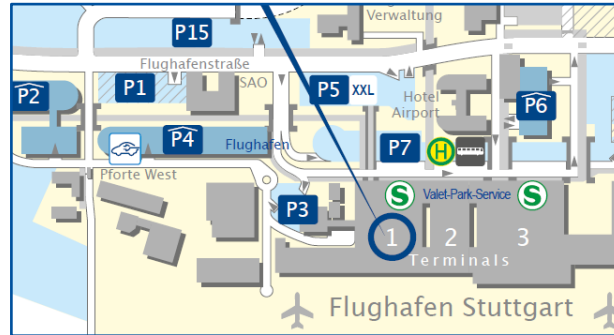 Verwaltung
P15
Flughafenstraße
SAO
P2
P1
P5 XXL
Hotel
Airport
P6
P4
Flughafen
P7
H
Pforte West
P3
S
Valet-Park-Service
S
1
2
3
Terminals
Flughafen Stuttgart